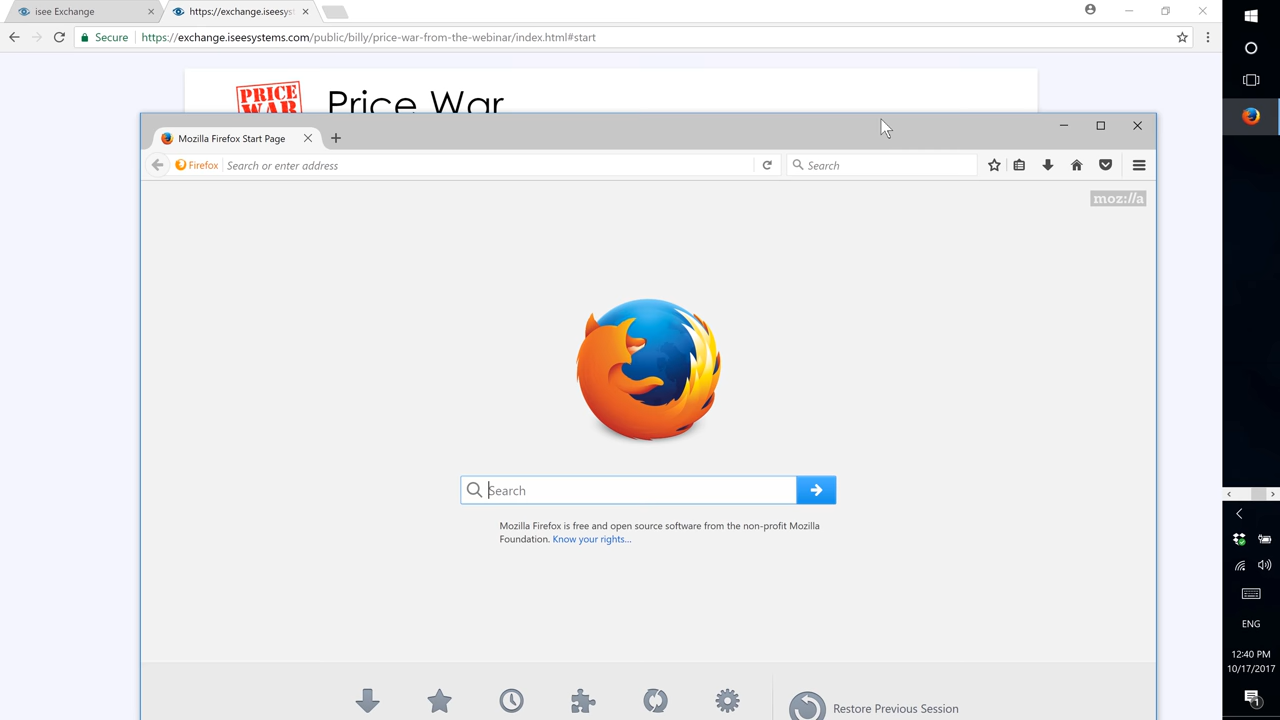 isee Exchange
https://exchange.iseesyst
Secure
https://exchange.iseesystems.com/public/billy/price-war-from-the-webinar/index.html#start
PRICE
WAR
Price War
Mozilla Firefox Start Page
Firefox
Search or enter address
Search
moz://a
Search
Mozilla Firefox is free and open source software from the non-profit Mozilla
Foundation. Know your rights...
Restore Previous Session
ENG
12:40 PM
10/17/2017
1